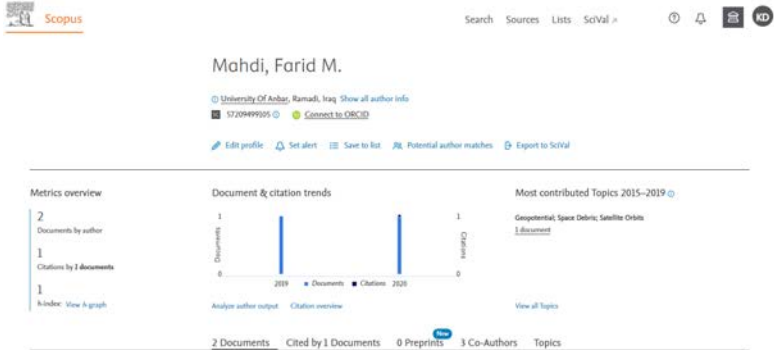 Scopus
Search Sources Lists SciVal
KD
Mahdi, Farid M.
University Of Anbar, Ramadi, Iraq Show all author info
57209499105 Connect to ORCID
Edit profile Set alert Save to list Potential author matches Export to SciVal
Metrics overview
2
Documents by author
1
Citations by 1 documents
1
h-index: View h-graph
Document & citation trends
Documents
1
0
2019
2020
Documents Citations
1
0
Citations
Analyze author output Citation overview
Most contributed Topics 2015–2019
Geopotential; Space Debris; Satellite Orbits
1 document
View all Topics
2 Documents Cited by 1 Documents 0 Preprints New 3 Co-Authors Topics